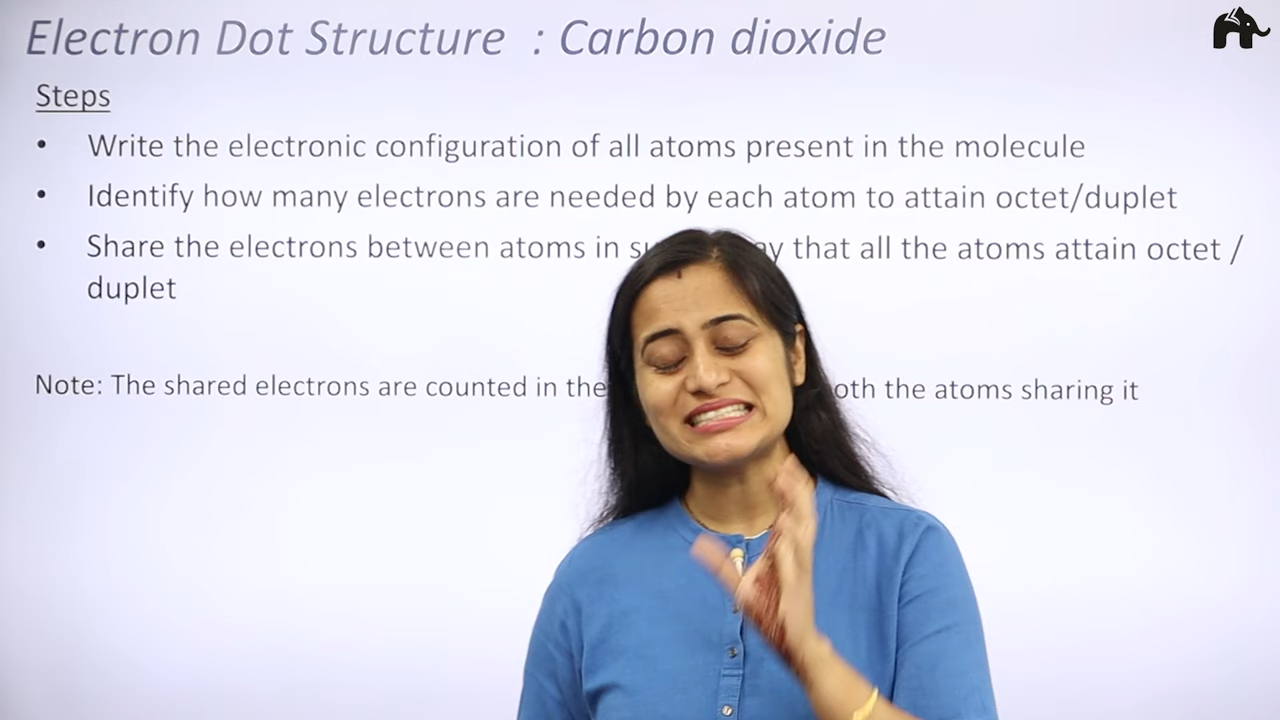 Electron Dot Structure : Carbon dioxide
Steps
• Write the electronic configuration of all atoms present in the molecule
• Identify how many electrons are needed by each atom to attain octet/duplet
• Share the electrons between atoms in that all the atoms attain octet /
duplet
Note: The shared electrons are counted in the the atoms sharing it